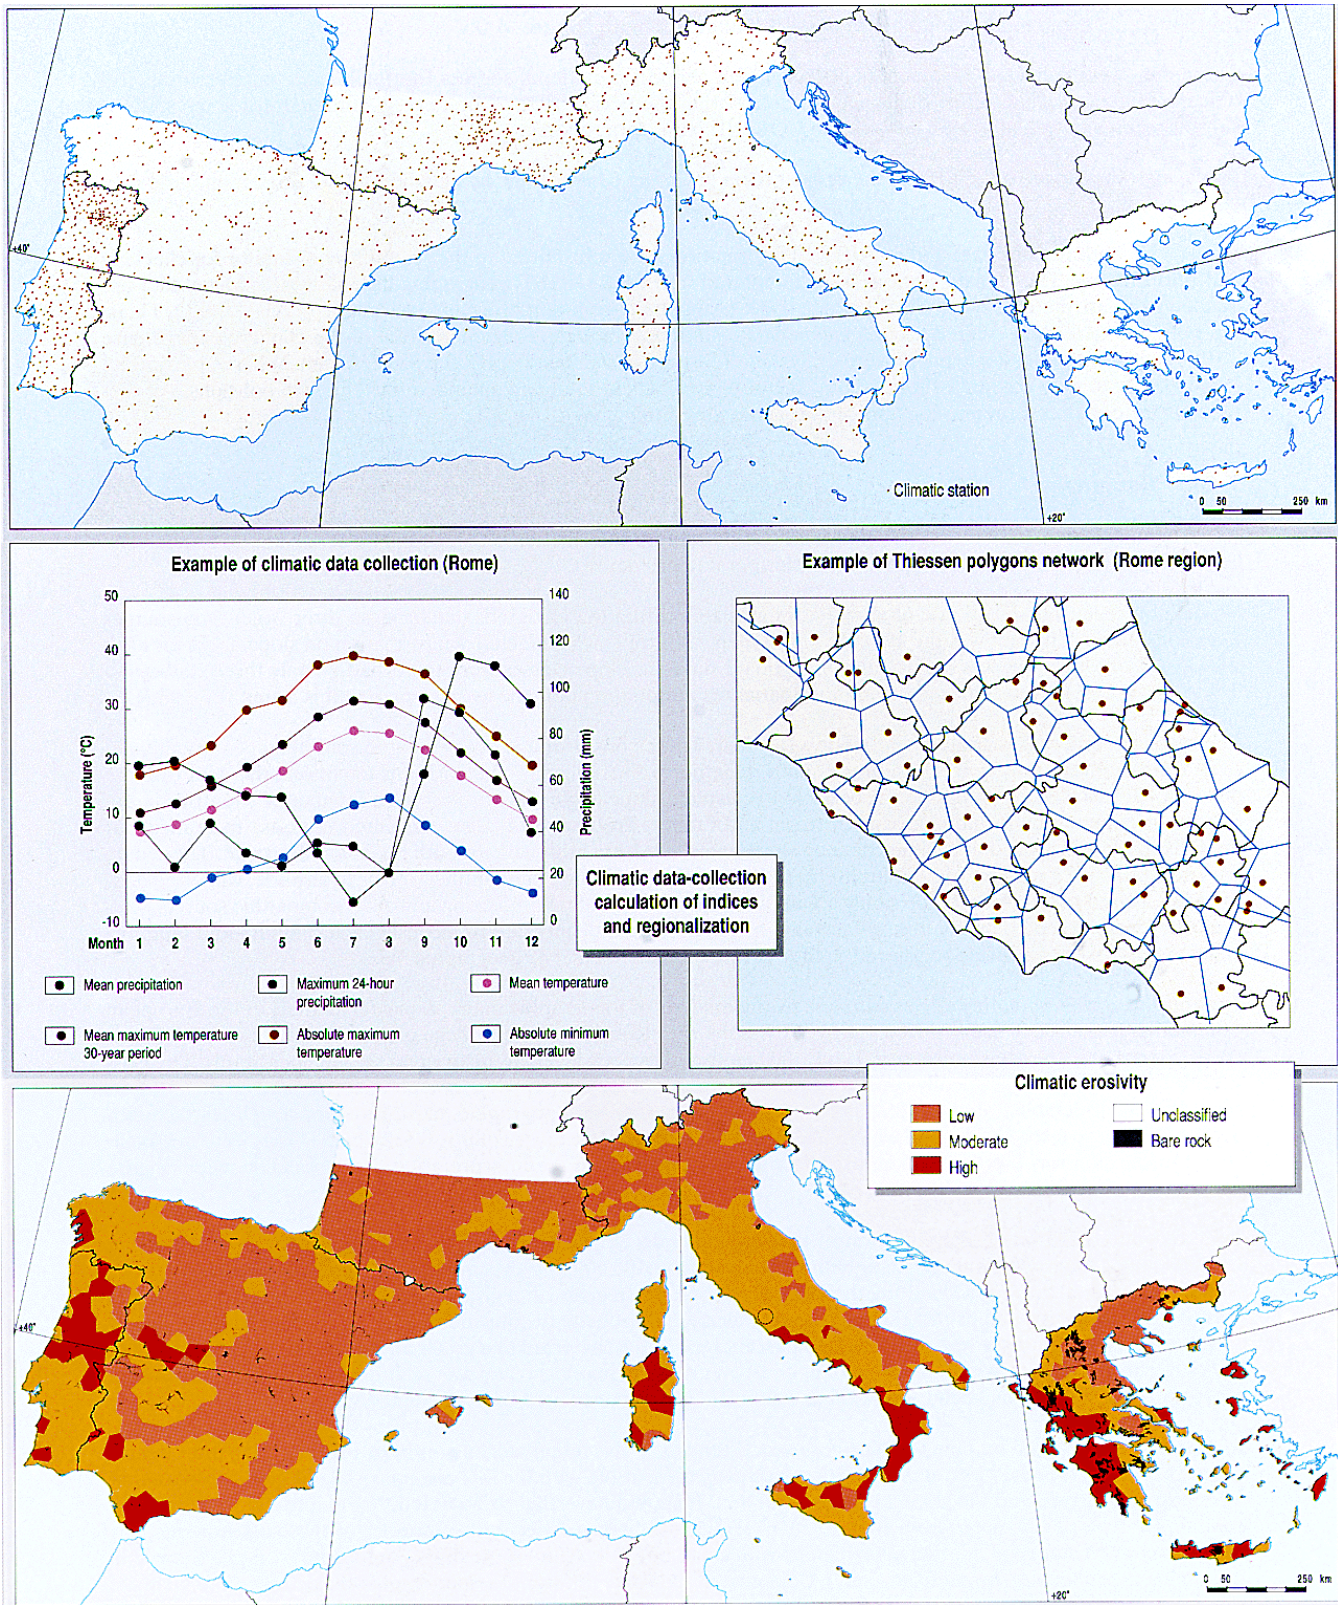 +40°
· Climatic station
0 50 250 km
+20°
Example of climatic data collection (Rome)
50
40
30
20
10
0
-10
Temperature (°C)
140
120
100
80
60
40
20
0
Precipitation (mm)
Month 1 2 3 4 5 6 7 8 9 10 11 12
Mean precipitation
Maximum 24-hour
precipitation
Mean temperature
Mean maximum temperature
30-year period
Absolute maximum
temperature
Absolute minimum
temperature
Example of Thiessen polygons network (Rome region)
Climatic data-collection
calculation of indices
and regionalization
Climatic erosivity
Low
Moderate
High
Unclassified
Bare rock
+40°
0 50 250 km
+20°